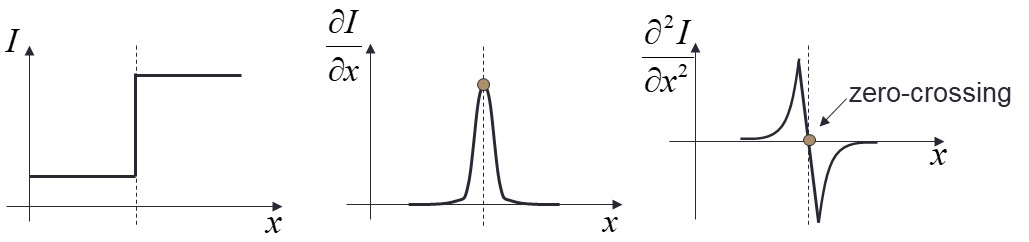 I
x
∂I
∂x
x
∂²I
∂x²
zero-crossing
x